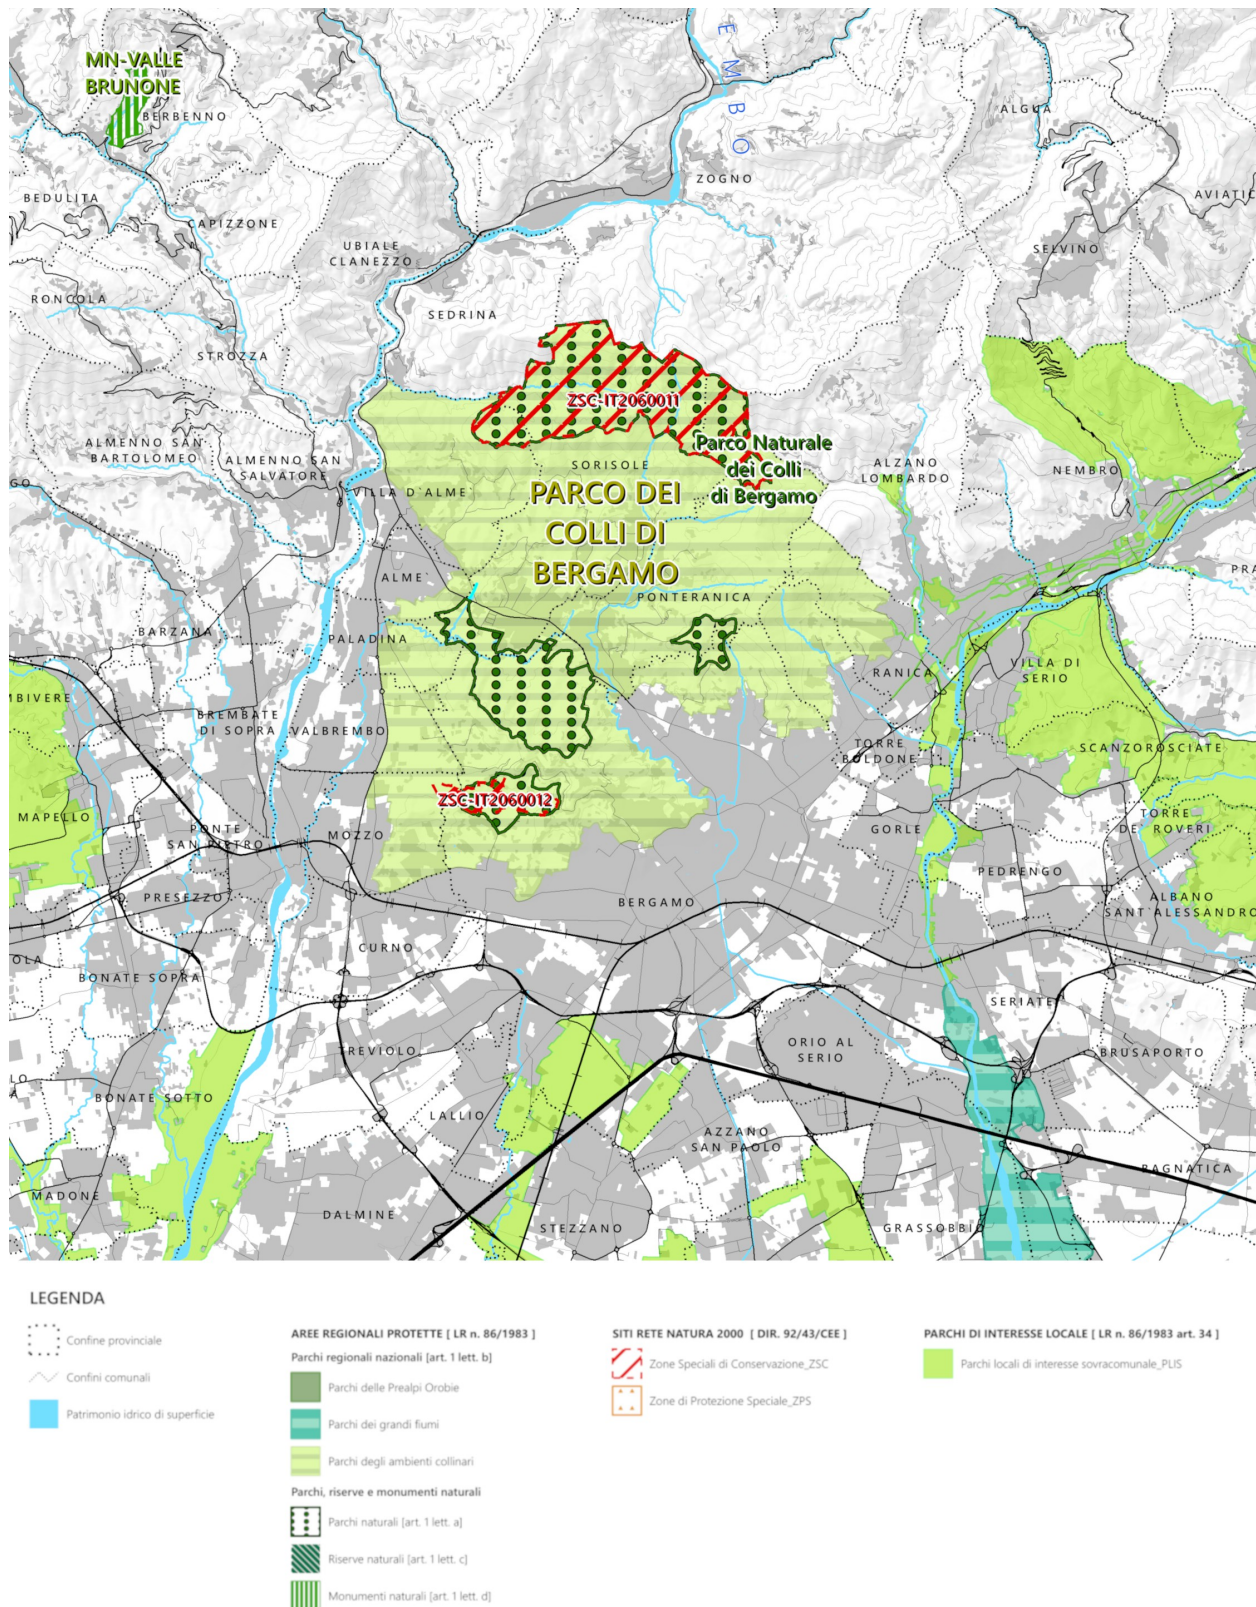 MN-VALLE
BRUNONE
BERBENNO
E M B O
ALGUA
ZOGNO
BEDULITA
AVIATIC
CAPIZZONE
UBIALE
CLANEZZO
SELVINO
RONCOLA
SEDRINA
STROZZA
ZSC-IT2060011
ALMENNO SAN
BARTOLOMEO
ALMENNO SAN
SALVATORE
Parco Naturale
dei Colli
di Bergamo
SORISOLE
ALZANO
LOMBARDO
NEMBRO
GO
VILLA D'ALME
PARCO DEI
COLLI DI
BERGAMO
ALME
PONTERANICA
PRA
BARZANA
PALADINA
RANICA
VILLA DI
SERIO
MBIVERE
BREMBATE
DI SOPRA
VALBREMBO
TORRE
BOLDONE
SCANZOROSCIATE
ZSC-IT2060012
MAPELLO
PONTE
SAN PIETRO
MOZZO
GORLE
TORRE
DE' ROVERI
PEDRENGO
PRESEZZO
BERGAMO
ALBANO
SANT'ALESSANDRO
CURNO
OLA
BONATE SOPRA
SERIATE
TREVIOLO
ORIO AL
SERIO
BRUSAPORTO
LO
A
BONATE SOTTO
LALLIO
AZZANO
SAN PAOLO
BAGNATICA
MADONE
DALMINE
STEZZANO
GRASSOBBIO
LEGENDA
Confine provinciale
Confini comunali
Patrimonio idrico di superficie
AREE REGIONALI PROTETTE [ LR n. 86/1983 ]
Parchi regionali nazionali [art. 1 lett. b]
Parchi delle Prealpi Orobie
Parchi dei grandi fiumi
Parchi degli ambienti collinari
Parchi, riserve e monumenti naturali
Parchi naturali [art. 1 lett. a]
Riserve naturali [art. 1 lett. c]
Monumenti naturali [art. 1 lett. d]
SITI RETE NATURA 2000 [ DIR. 92/43/CEE ]
Zone Speciali di Conservazione_ZSC
Zone di Protezione Speciale_ZPS
PARCHI DI INTERESSE LOCALE [ LR n. 86/1983 art. 34 ]
Parchi locali di interesse sovracomunale_PLIS